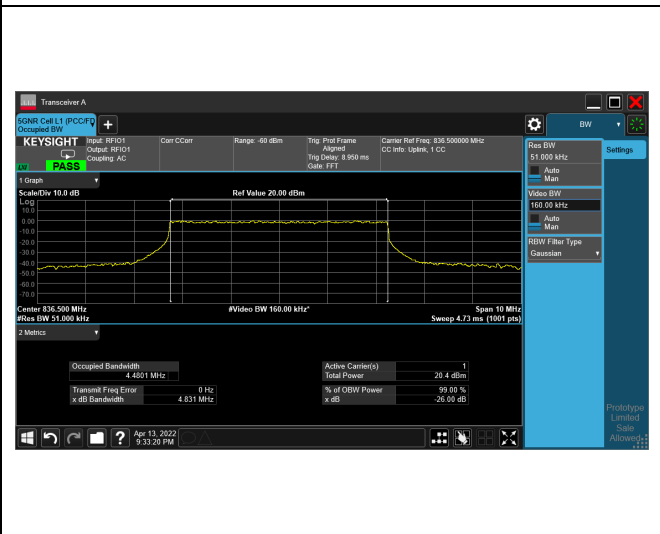 Transceiver A
5GNR Cell L1 (PCC/FD
Occupied BW
BW
KEYSIGHT
Input: RFIO1
Output: RFIO1
Coupling: AC
Corr CCorr
Range: -60 dBm
Trig: Prot Frame
Aligned
Trig Delay: 8.950 ms
Gate: FFT
Carrier Ref Freq: 836.500000 MHz
CC Info: Uplink, 1 CC
LXI
PASS
1 Graph
Scale/Div 10.0 dB
Ref Value 20.00 dBm
Log
10.0
0.00
-10.0
-20.0
-30.0
-40.0
-50.0
-60.0
-70.0
Center 836.500 MHz
#Video BW 160.00 kHz*
Span 10 MHz
#Res BW 51.000 kHz
Sweep 4.73 ms (1001 pts)
2 Metrics
Occupied Bandwidth
4.4801 MHz
Active Carrier(s) 1
Total Power 20.4 dBm
Transmit Freq Error 0 Hz
x dB Bandwidth 4.831 MHz
% of OBW Power 99.00 %
x dB -26.00 dB
Res BW
51.000 kHz
Auto
Man
Video BW
160.00 kHz
Auto
Man
RBW Filter Type
Gaussian
Settings
Prototype
Limited
Sale
Allowed
Apr 13, 2022
9:33:20 PM